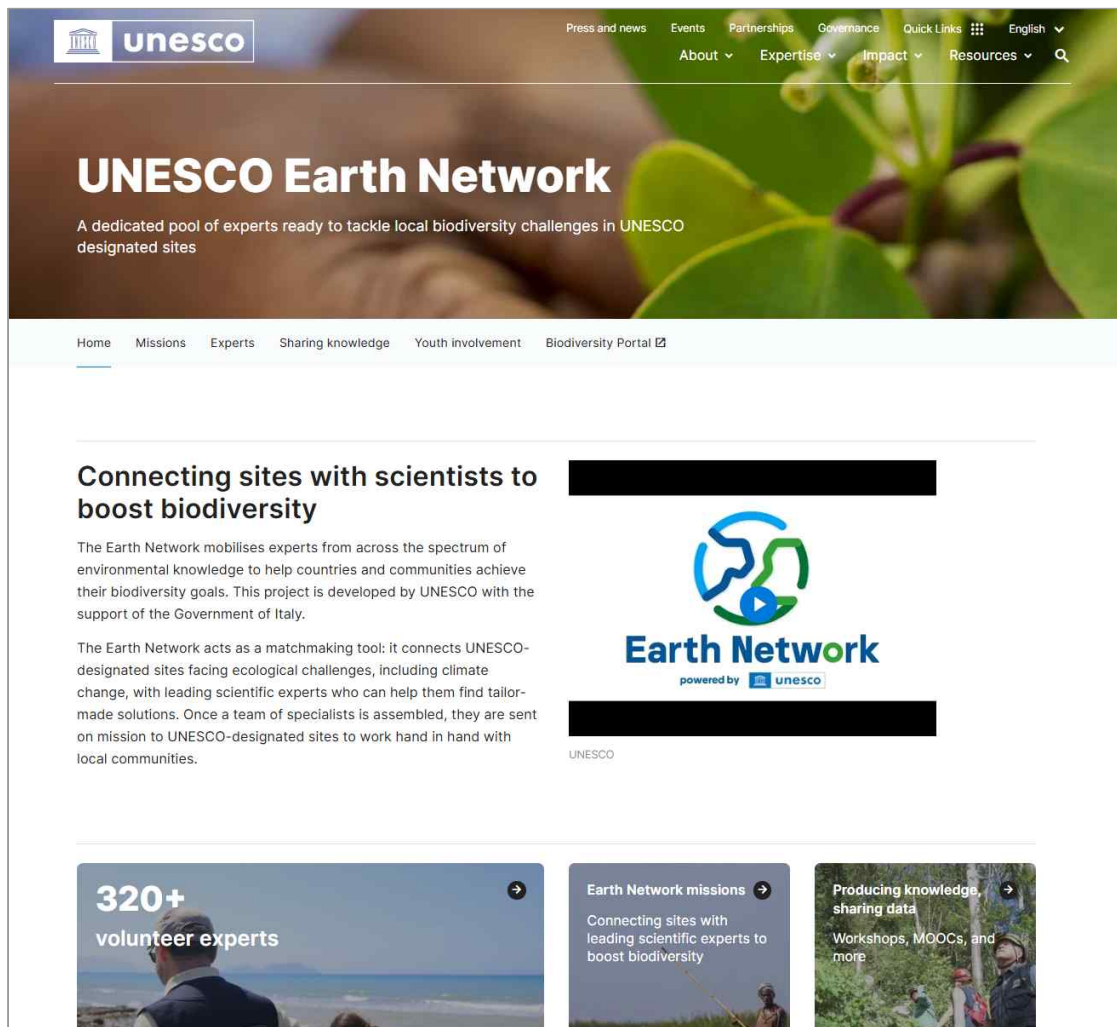 unesco
Press and news Events Partnerships Governance Quick Links English
About Expertise Impact Resources
UNESCO Earth Network
A dedicated pool of experts ready to tackle local biodiversity challenges in UNESCO
designated sites
Home Missions Experts Sharing knowledge Youth involvement Biodiversity Portal
Connecting sites with scientists to
boost biodiversity
The Earth Network mobilises experts from across the spectrum of
environmental knowledge to help countries and communities achieve
their biodiversity goals. This project is developed by UNESCO with the
support of the Government of Italy.
The Earth Network acts as a matchmaking tool: it connects UNESCO-
designated sites facing ecological challenges, including climate
change, with leading scientific experts who can help them find tailor-
made solutions. Once a team of specialists is assembled, they are sent
on mission to UNESCO-designated sites to work hand in hand with
local communities.
Earth Network
powered by unesco
UNESCO
320+
volunteer experts
Earth Network missions
Connecting sites with
leading scientific experts to
boost biodiversity
Producing knowledge,
sharing data
Workshops, MOOCs, and
more